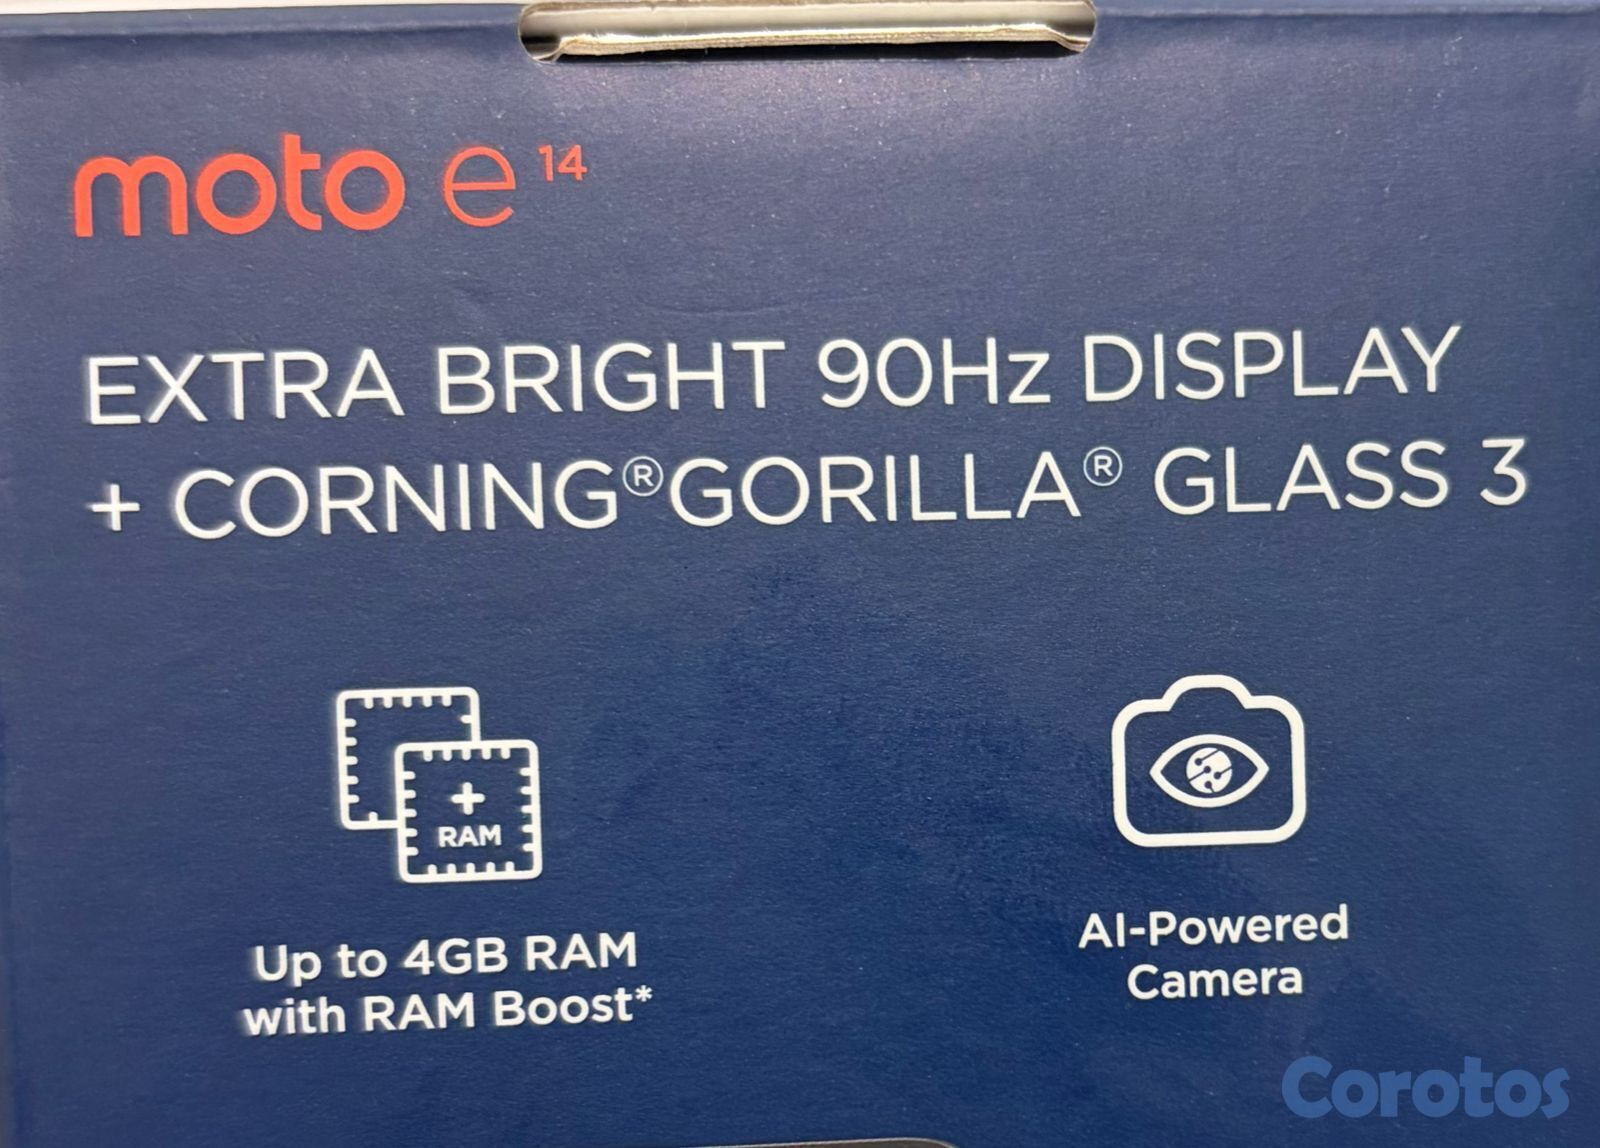 moto e 14
EXTRA BRIGHT 90Hz DISPLAY
+ CORNING® GORILLA® GLASS 3
+
RAM
Up to 4GB RAM
with RAM Boost*
AI-Powered
Camera
Corotos